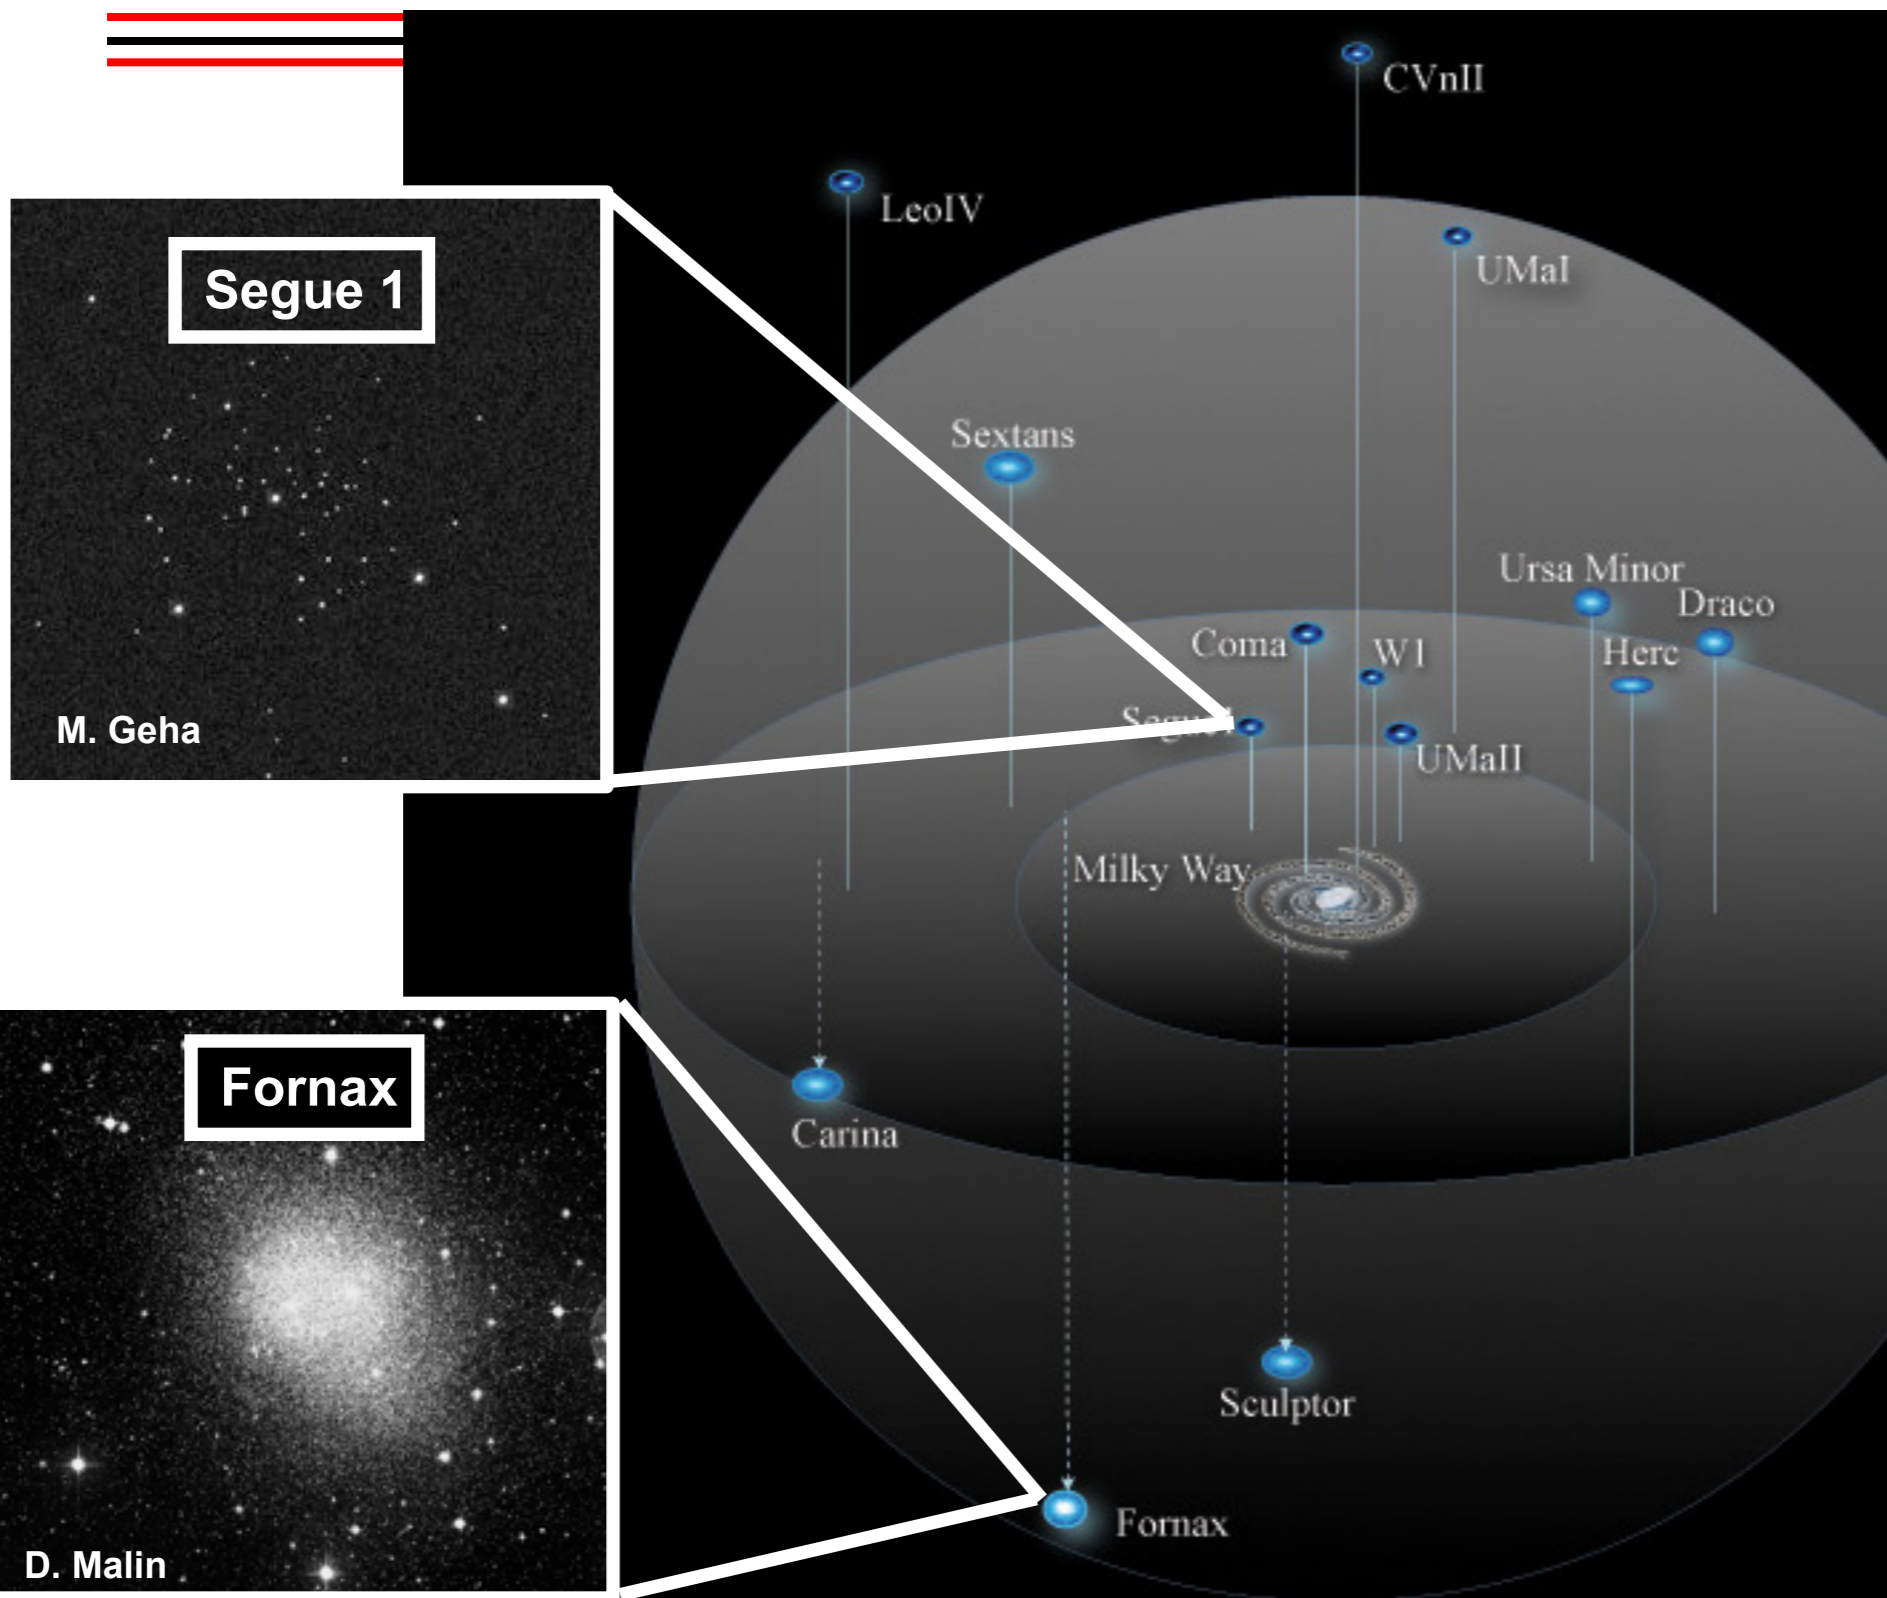 CVnII
LeoIV
UMaI
Segue 1
Sextans
Ursa Minor
Draco
Coma
W1
Herc
M. Geha
UMaII
Milky Way
Fornax
Carina
Sculptor
Fornax
D. Malin